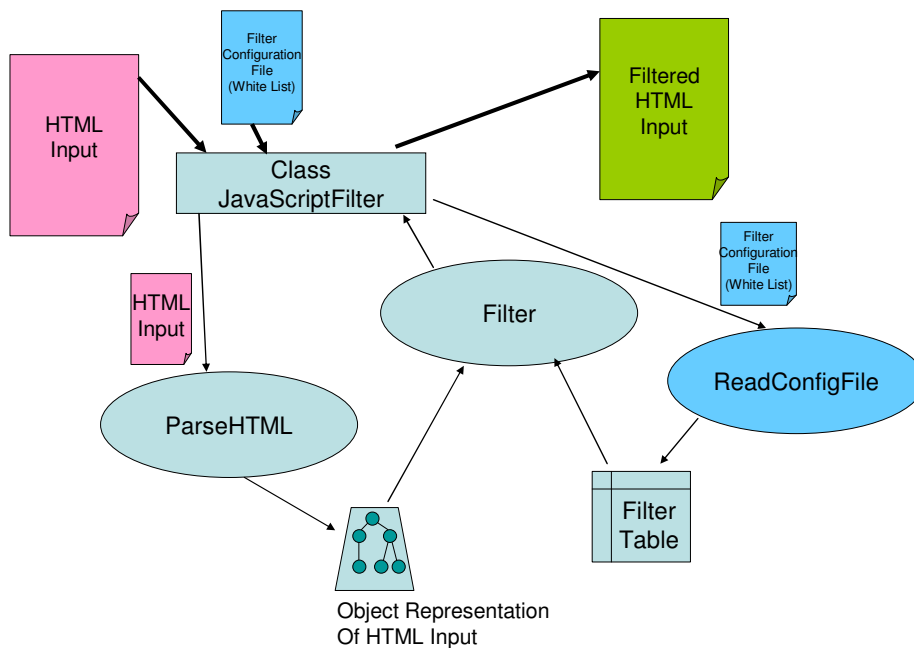 HTML
Input
Filter
Configuration
File
(White List)
Filtered
HTML
Input
Class
JavaScriptFilter
HTML
Input
Filter
Filter
Configuration
File
(White List)
ParseHTML
ReadConfigFile
Filter
Table
Object Representation
Of HTML Input